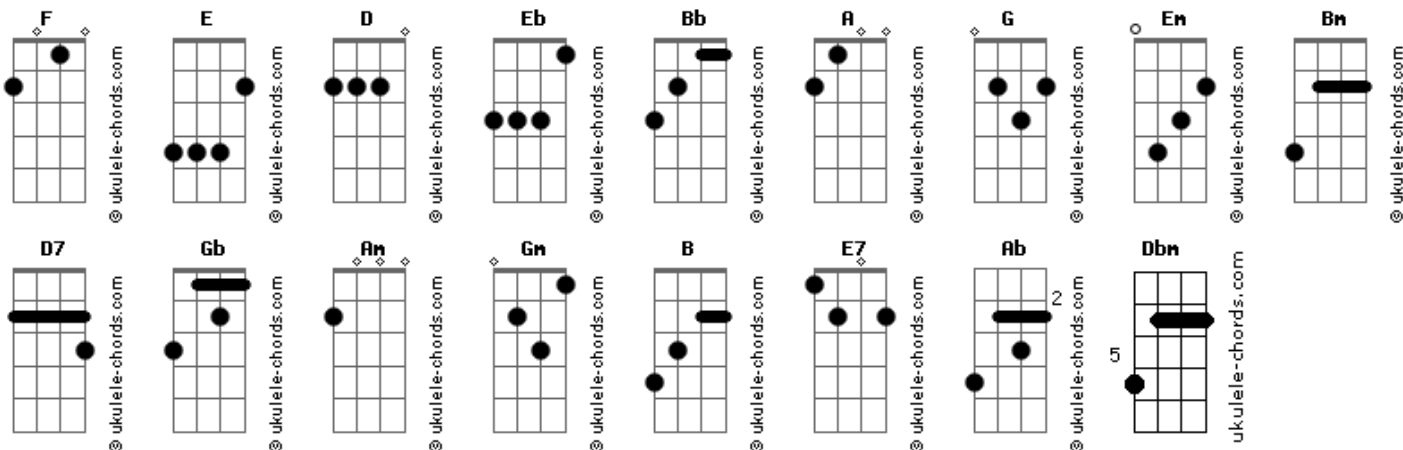 F E D Eb Bb A G Em Bm
© ukulele-chords.com © ukulele-chords.com © ukulele-chords.com © ukulele-chords.com © ukulele-chords.com © ukulele-chords.com © ukulele-chords.com © ukulele-chords.com © ukulele-chords.com
D7 Gb Am Gm B E7 Ab Dbm
2
5
© ukulele-chords.com © ukulele-chords.com © ukulele-chords.com © ukulele-chords.com © ukulele-chords.com © ukulele-chords.com © ukulele-chords.com ukulele-chords.com